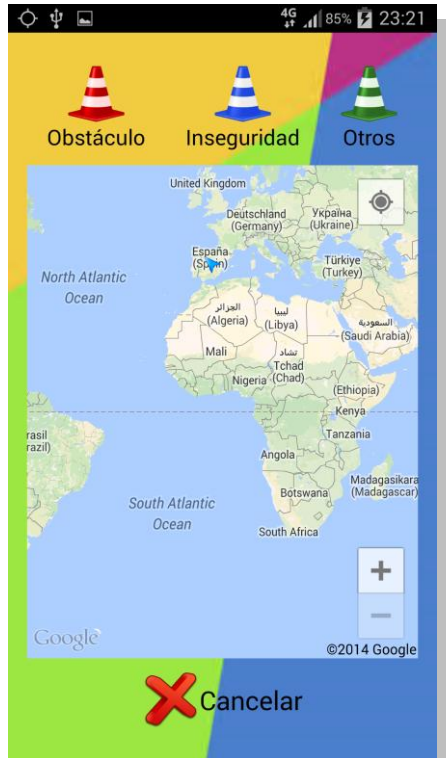 4G 85% 23:21
Obstáculo Inseguridad Otros
United Kingdom
Deutschland
(Germany)
Україна
(Ukraine)
España
(Spain)
Türkiye
(Turkey)
North Atlantic
Ocean
الجزائر
(Algeria)
ليبيا
(Libya)
السعودية
(Saudi Arabia)
Mali
تشاد
Tchad
(Chad)
Nigeria
(Ethiopia)
Kenya
rasil
razil)
Tanzania
Angola
Madagasikara
(Madagascar)
Botswana
South Atlantic
Ocean
South Africa
Google
©2014 Google
Cancelar